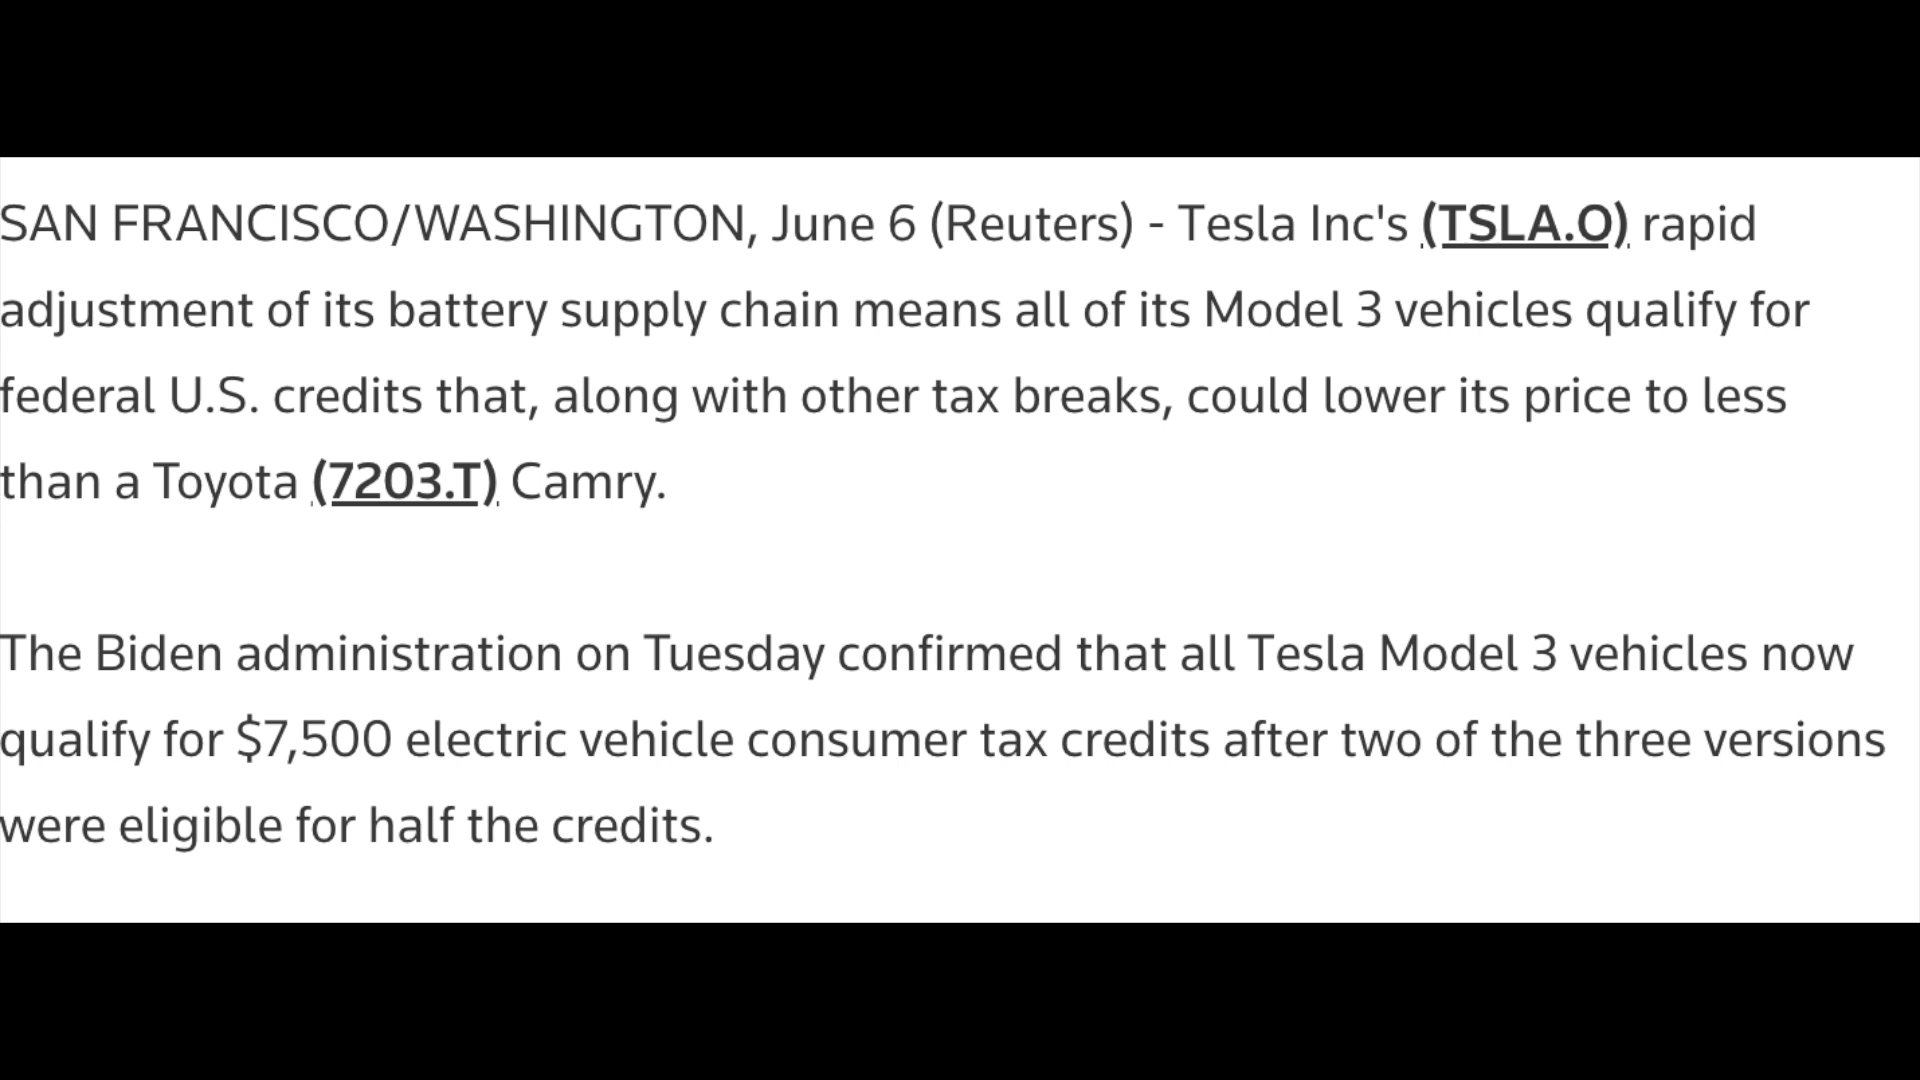 SAN FRANCISCO/WASHINGTON, June 6 (Reuters) - Tesla Inc's (TSLA.O) rapid
adjustment of its battery supply chain means all of its Model 3 vehicles qualify for
federal U.S. credits that, along with other tax breaks, could lower its price to less
than a Toyota (7203.T) Camry.
The Biden administration on Tuesday confirmed that all Tesla Model 3 vehicles now
qualify for $7,500 electric vehicle consumer tax credits after two of the three versions
were eligible for half the credits.